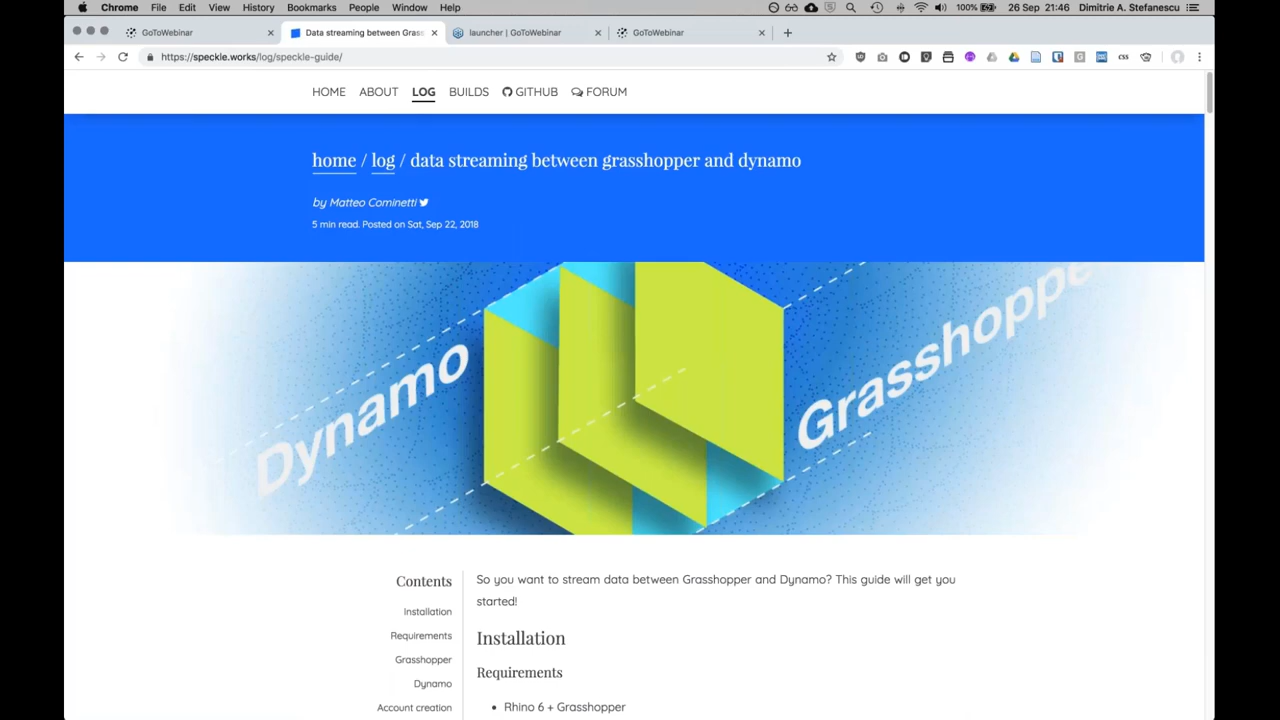 Chrome File Edit View History Bookmarks People Window Help 100% 26 Sep 21:46 Dimitrie A. Stefanescu
GoToWebinar
Data streaming between Grass
launcher | GoToWebinar
GoToWebinar
https://speckle.works/log/speckle-guide/
HOME ABOUT LOG BUILDS GITHUB FORUM
home / log / data streaming between grasshopper and dynamo
by Matteo Cominetti
5 min read. Posted on Sat, Sep 22, 2018
Dynamo
Grasshoppe
Contents
Installation
Requirements
Grasshopper
Dynamo
Account creation
So you want to stream data between Grasshopper and Dynamo? This guide will get you
started!
Installation
Requirements
• Rhino 6 + Grasshopper